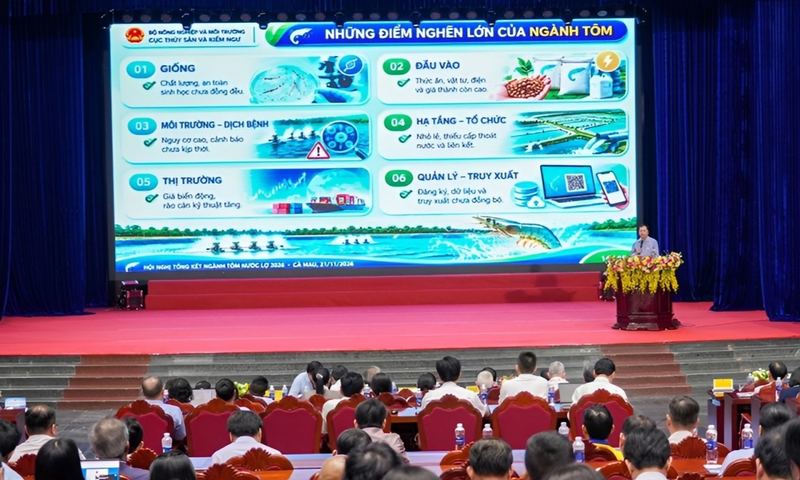 BỘ NÔNG NGHIỆP VÀ MÔI TRƯỜNG
CỤC THỦY SẢN VÀ KIỂM NGƯ
NHỮNG ĐIỂM NGHẼN LỚN CỦA NGÀNH TÔM
01 GIỐNG
Chất lượng, an toàn
sinh học chưa đồng đều.
02 ĐẦU VÀO
Thức ăn, vật tư, điện
và giá thành còn cao.
03 MÔI TRƯỜNG – DỊCH BỆNH
Nguy cơ cao, cảnh báo
chưa kịp thời.
04 HẠ TẦNG – TỔ CHỨC
Nhỏ lẻ, thiếu cấp thoát
nước và liên kết.
05 THỊ TRƯỜNG
Giá biến động,
rào cản kỹ thuật tăng.
06 QUẢN LÝ – TRUY XUẤT
Đăng ký, dữ liệu và
truy xuất chưa đồng bộ.
HỘI NGHỊ TỔNG KẾT NGÀNH TÔM NƯỚC LỢ 2026 - CÀ MAU, 21/11/2026